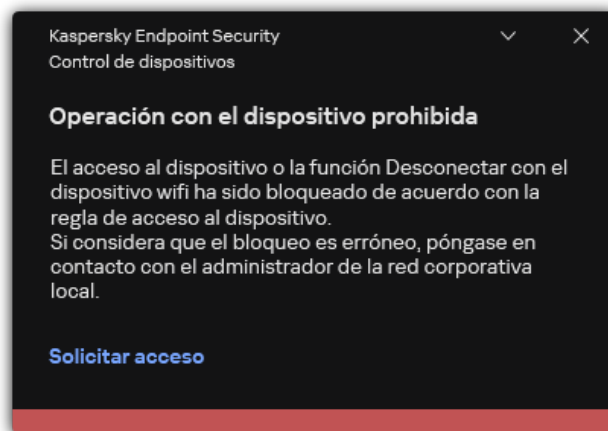 Kaspersky Endpoint Security
Control de dispositivos
Operación con el dispositivo prohibida
El acceso al dispositivo o la función Desconectar con el
dispositivo wifi ha sido bloqueado de acuerdo con la
regla de acceso al dispositivo.
Si considera que el bloqueo es erróneo, póngase en
contacto con el administrador de la red corporativa
local.
Solicitar acceso